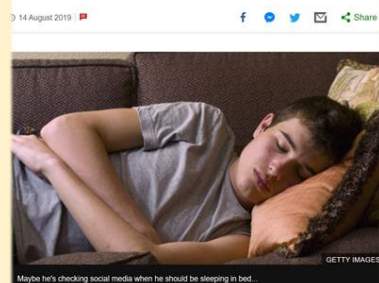 14 August 2019
Share
GETTY IMAGES
Maybe he's checking social media when he should be sleeping in bed...